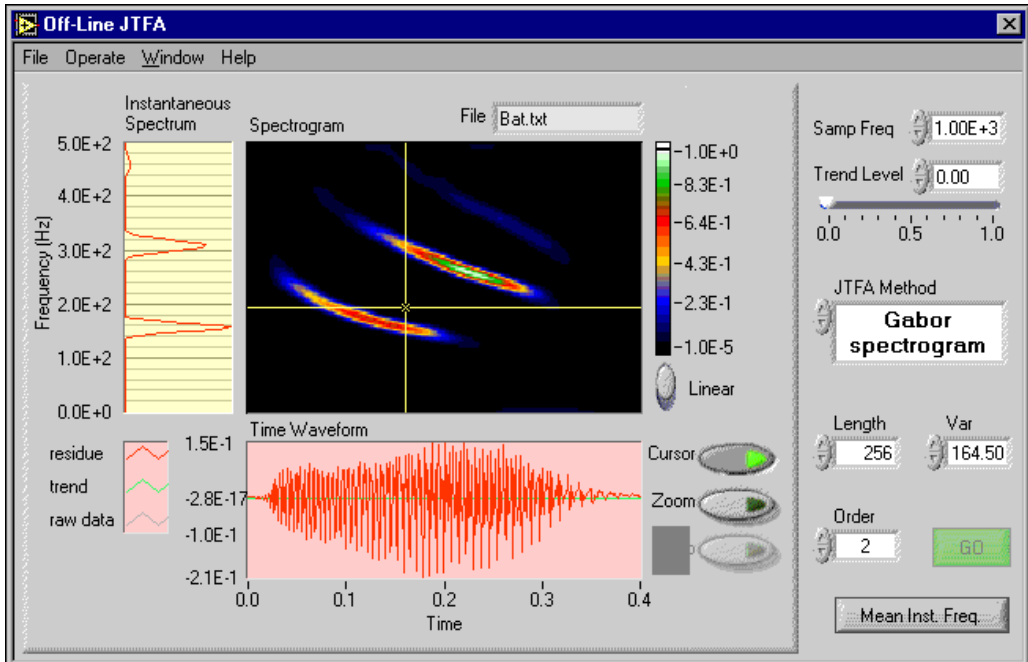 Off-Line JTFA
File Operate Window Help
Instantaneous
Spectrum
Spectrogram
File Bat.txt
5.0E+2
4.0E+2
3.0E+2
2.0E+2
1.0E+2
0.0E+0
Frequency (Hz)
1.0E+0
8.3E-1
6.4E-1
4.3E-1
2.3E-1
1.0E-5
Linear
Samp Freq 1.00E+3
Trend Level 0.00
0.0 0.5 1.0
JTFA Method
Gabor
spectrogram
Length Var
256 164.50
Order
2
GO
Mean Inst. Freq.
residue
trend
raw data
Time Waveform
1.5E-1
-2.8E-17
-1.0E-1
-2.1E-1
0.0 0.1 0.2 0.3 0.4
Time
Cursor
Zoom